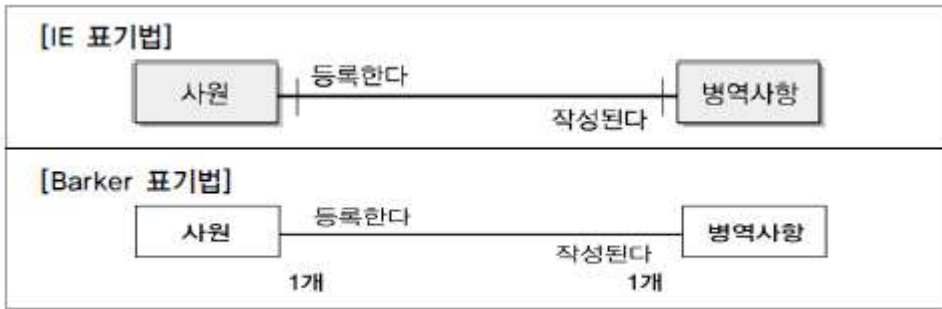 [IE 표기법]
사원 등록한다 작성된다 병역사항
[Barker 표기법]
사원 등록한다 작성된다 병역사항
1개 1개